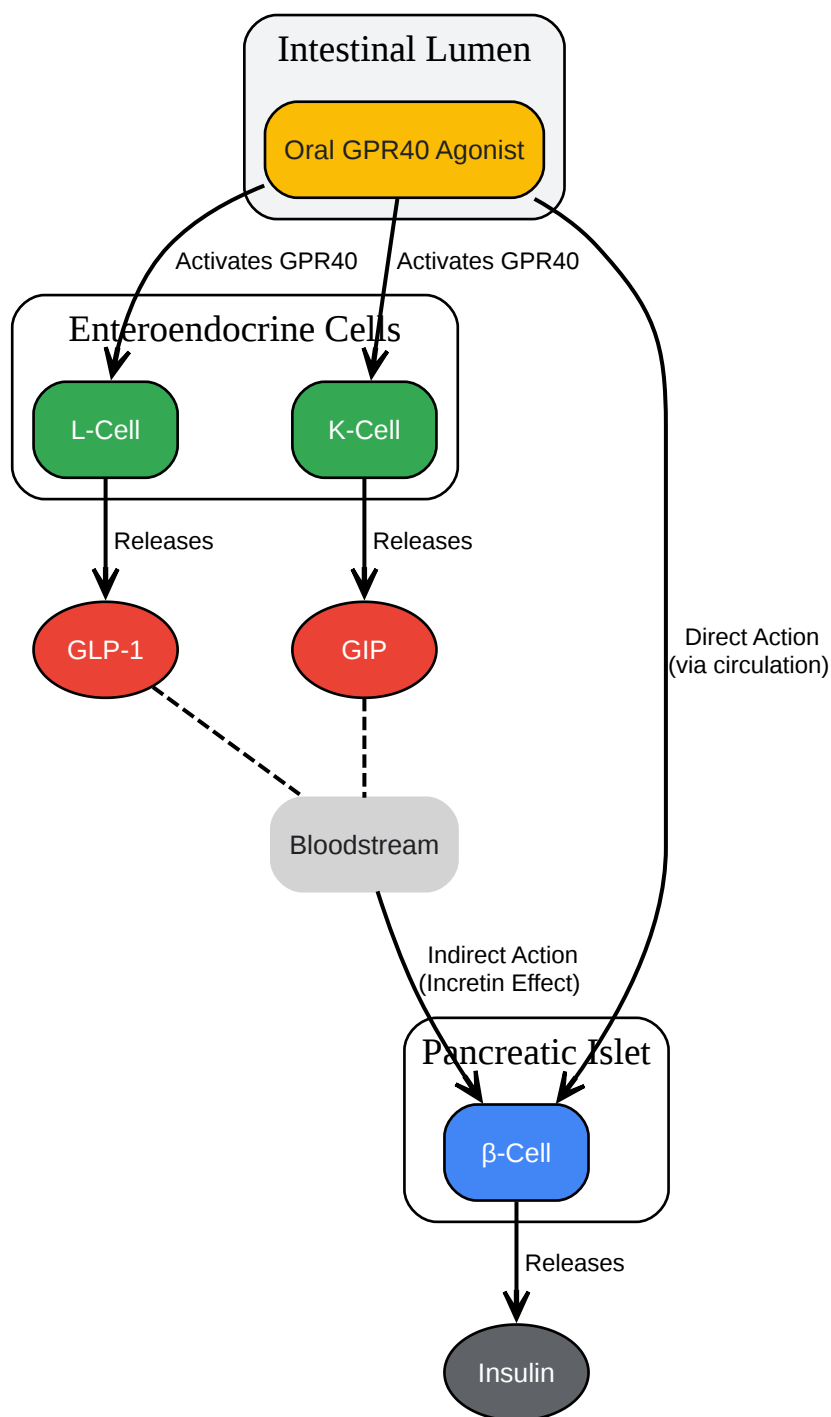 Intestinal Lumen
Oral GPR40 Agonist
Activates GPR40
Activates GPR40
Enteroendocrine Cells
L-Cell
K-Cell
Releases
Releases
GLP-1
GIP
Direct Action
(via circulation)
Bloodstream
Indirect Action
(Incretin Effect)
Pancreatic Islet
β-Cell
Releases
Insulin